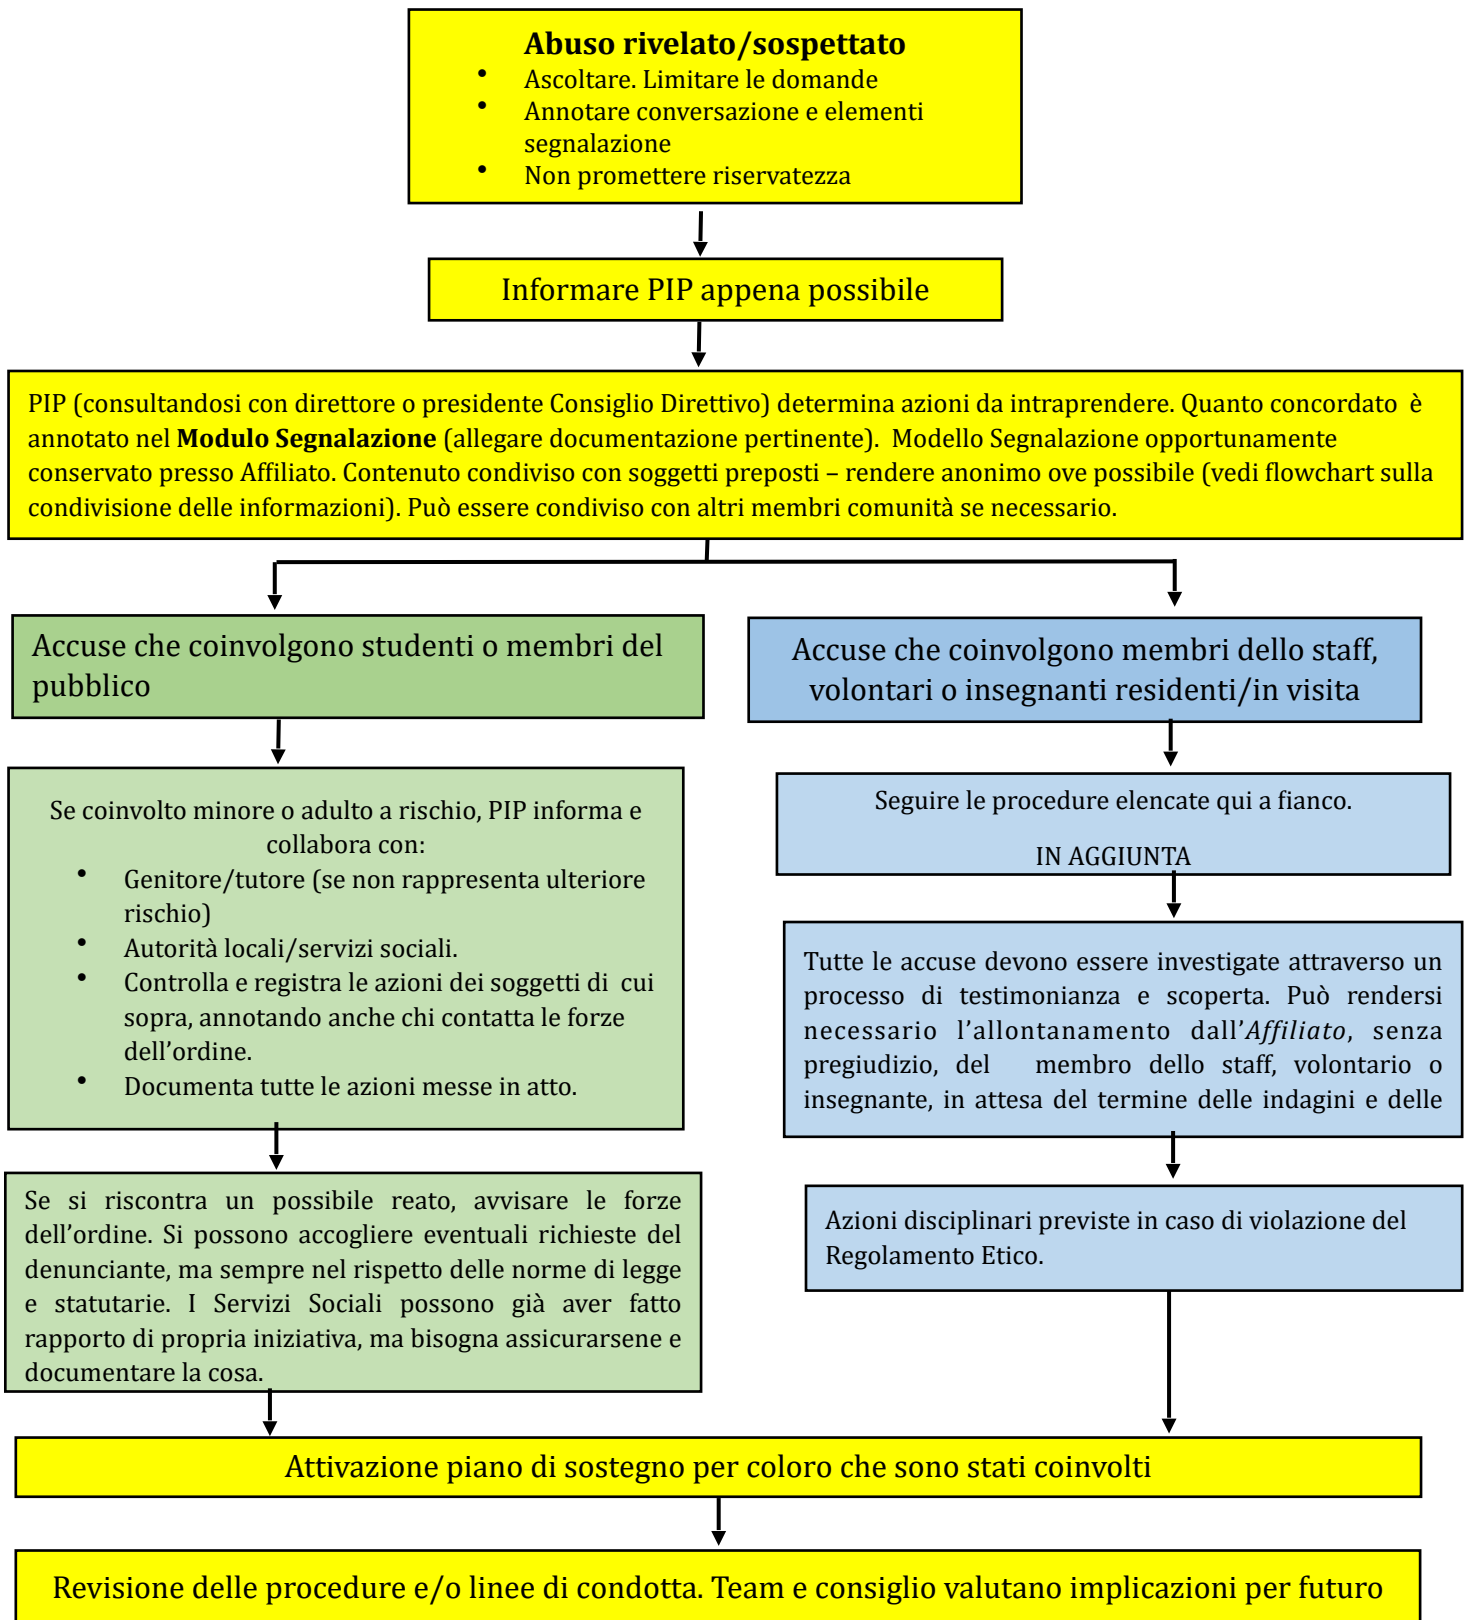 Abuso rivelato/sospettato
• Ascoltare. Limitare le domande
• Annotare conversazione e elementi
segnalazione
• Non promettere riservatezza
Informare PIP appena possibile
PIP (consultandosi con direttore o presidente Consiglio Direttivo) determina azioni da intraprendere. Quanto concordato è
annotato nel Modulo Segnalazione (allegare documentazione pertinente). Modello Segnalazione opportunamente
conservato presso Affiliato. Contenuto condiviso con soggetti preposti – rendere anonimo ove possibile (vedi flowchart sulla
condivisione delle informazioni). Può essere condiviso con altri membri comunità se necessario.
Accuse che coinvolgono studenti o membri del
pubblico
Se coinvolto minore o adulto a rischio, PIP informa e
collabora con:
• Genitore/tutore (se non rappresenta ulteriore
rischio)
• Autorità locali/servizi sociali.
• Controlla e registra le azioni dei soggetti di cui
sopra, annotando anche chi contatta le forze
dell’ordine.
• Documenta tutte le azioni messe in atto.
Se si riscontra un possibile reato, avvisare le forze
dell’ordine. Si possono accogliere eventuali richieste del
denunciante, ma sempre nel rispetto delle norme di legge
e statutarie. I Servizi Sociali possono già aver fatto
rapporto di propria iniziativa, ma bisogna assicurarsene e
documentare la cosa.
Accuse che coinvolgono membri dello staff,
volontari o insegnanti residenti/in visita
Seguire le procedure elencate qui a fianco.
IN AGGIUNTA
Tutte le accuse devono essere investigate attraverso un
processo di testimonianza e scoperta. Può rendersi
necessario l’allontanamento dall’Affiliato, senza
pregiudizio, del membro dello staff, volontario o
insegnante, in attesa del termine delle indagini e delle
Azioni disciplinari previste in caso di violazione del
Regolamento Etico.
Attivazione piano di sostegno per coloro che sono stati coinvolti
Revisione delle procedure e/o linee di condotta. Team e consiglio valutano implicazioni per futuro